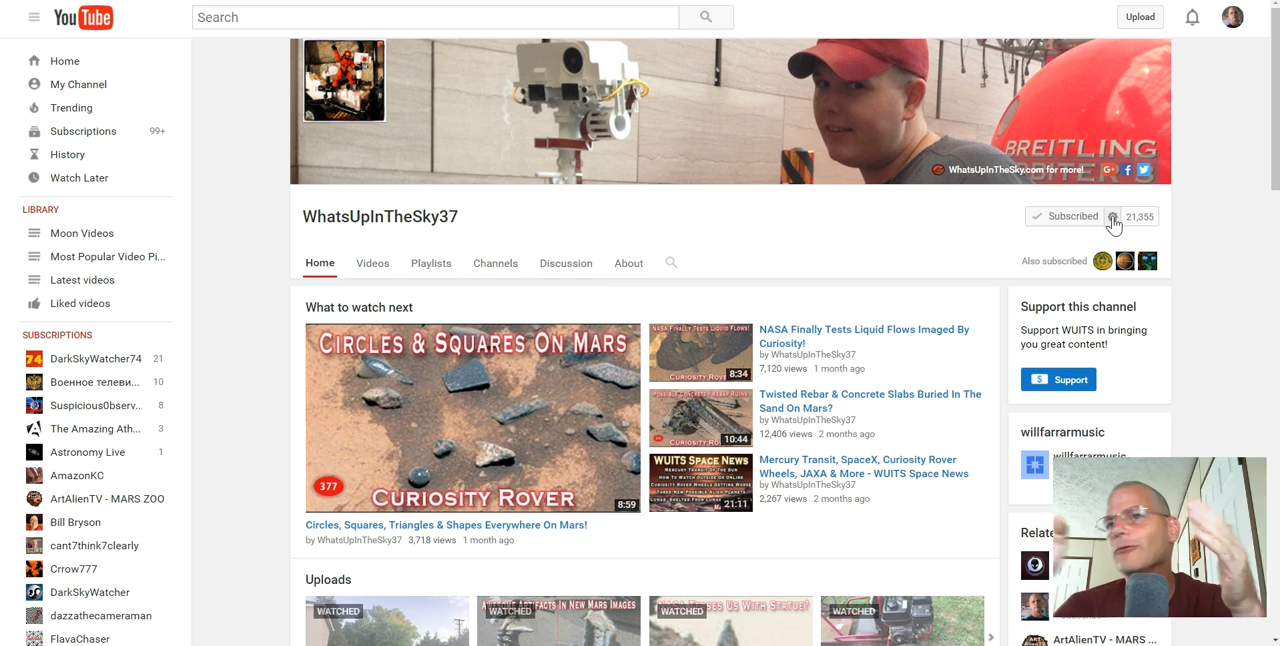 YouTube
Search
Upload
Home
My Channel
Trending
Subscriptions 99+
History
Watch Later
LIBRARY
Moon Videos
Most Popular Video Pi...
Latest videos
Liked videos
SUBSCRIPTIONS
74 DarkSkyWatcher74 21
Военное телеви... 10
Suspicious0bserv... 8
The Amazing Ath... 3
Astronomy Live 1
AmazonKC
ArtAlienTV - MARS ZOO
Bill Bryson
cant7think7clearly
Crrow777
DarkSkyWatcher
dazzathecameraman
FlavaChaser
BREITLING
WhatsUpInTheSky.com for more!
WhatsUpInTheSky37
Subscribed 21,355
Home Videos Playlists Channels Discussion About
Also subscribed
What to watch next
CIRCLES & SQUARES ON MARS
377
CURIOSITY ROVER
8:59
Circles, Squares, Triangles & Shapes Everywhere On Mars!
by WhatsUpInTheSky37 3,718 views 1 month ago
NASA FINALLY TESTS LIQUID FLOWS!
8:34
NASA Finally Tests Liquid Flows Imaged By
Curiosity!
by WhatsUpInTheSky37
7,120 views 1 month ago
10:44
Twisted Rebar & Concrete Slabs Buried In The
Sand On Mars?
by WhatsUpInTheSky37
12,406 views 2 months ago
WUITS SPACE NEWS
21:11
Mercury Transit, SpaceX, Curiosity Rover
Wheels, JAXA & More - WUITS Space News
by WhatsUpInTheSky37
2,267 views 2 months ago
Uploads
WATCHED
WATCHED
WATCHED
WATCHED
Support this channel
Support WUITS in bringing
you great content!
$ Support
willfarrarmusic
willfarrarmusic
ArtAlienTV - MARS ...